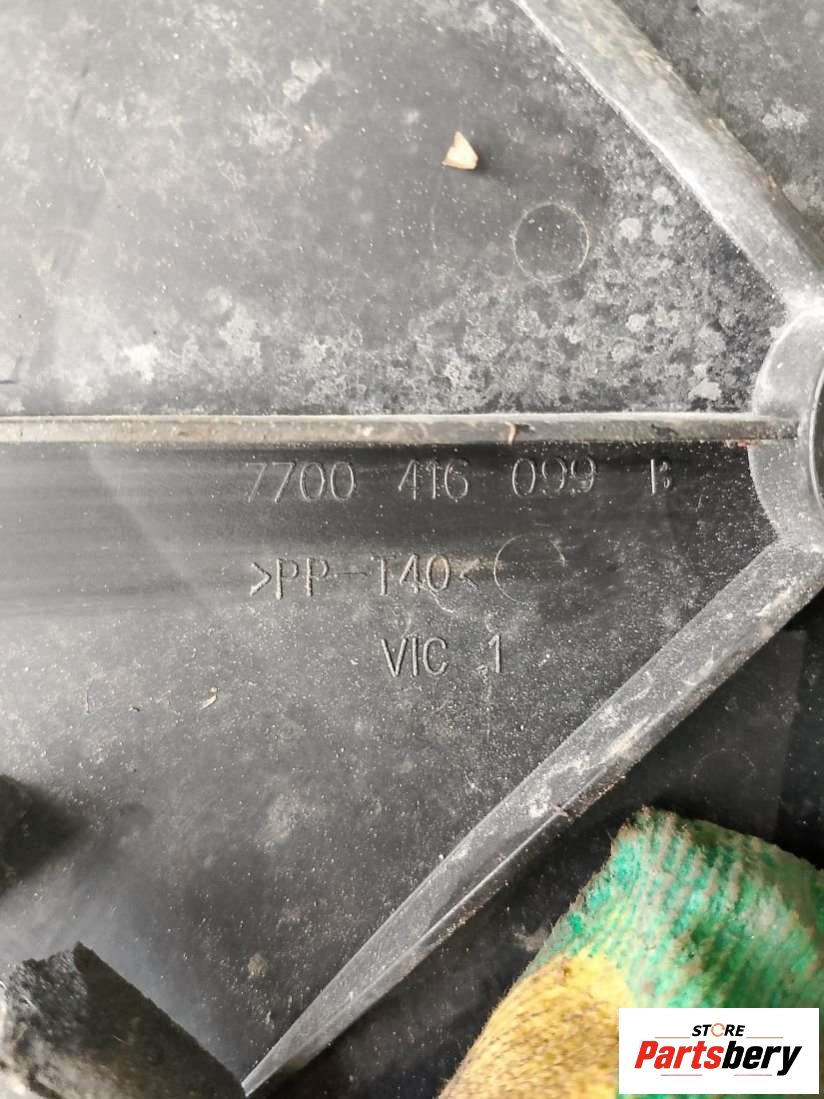 7700 416 099 B
>PP-T40<
VIC 1
STORE
Partsbery